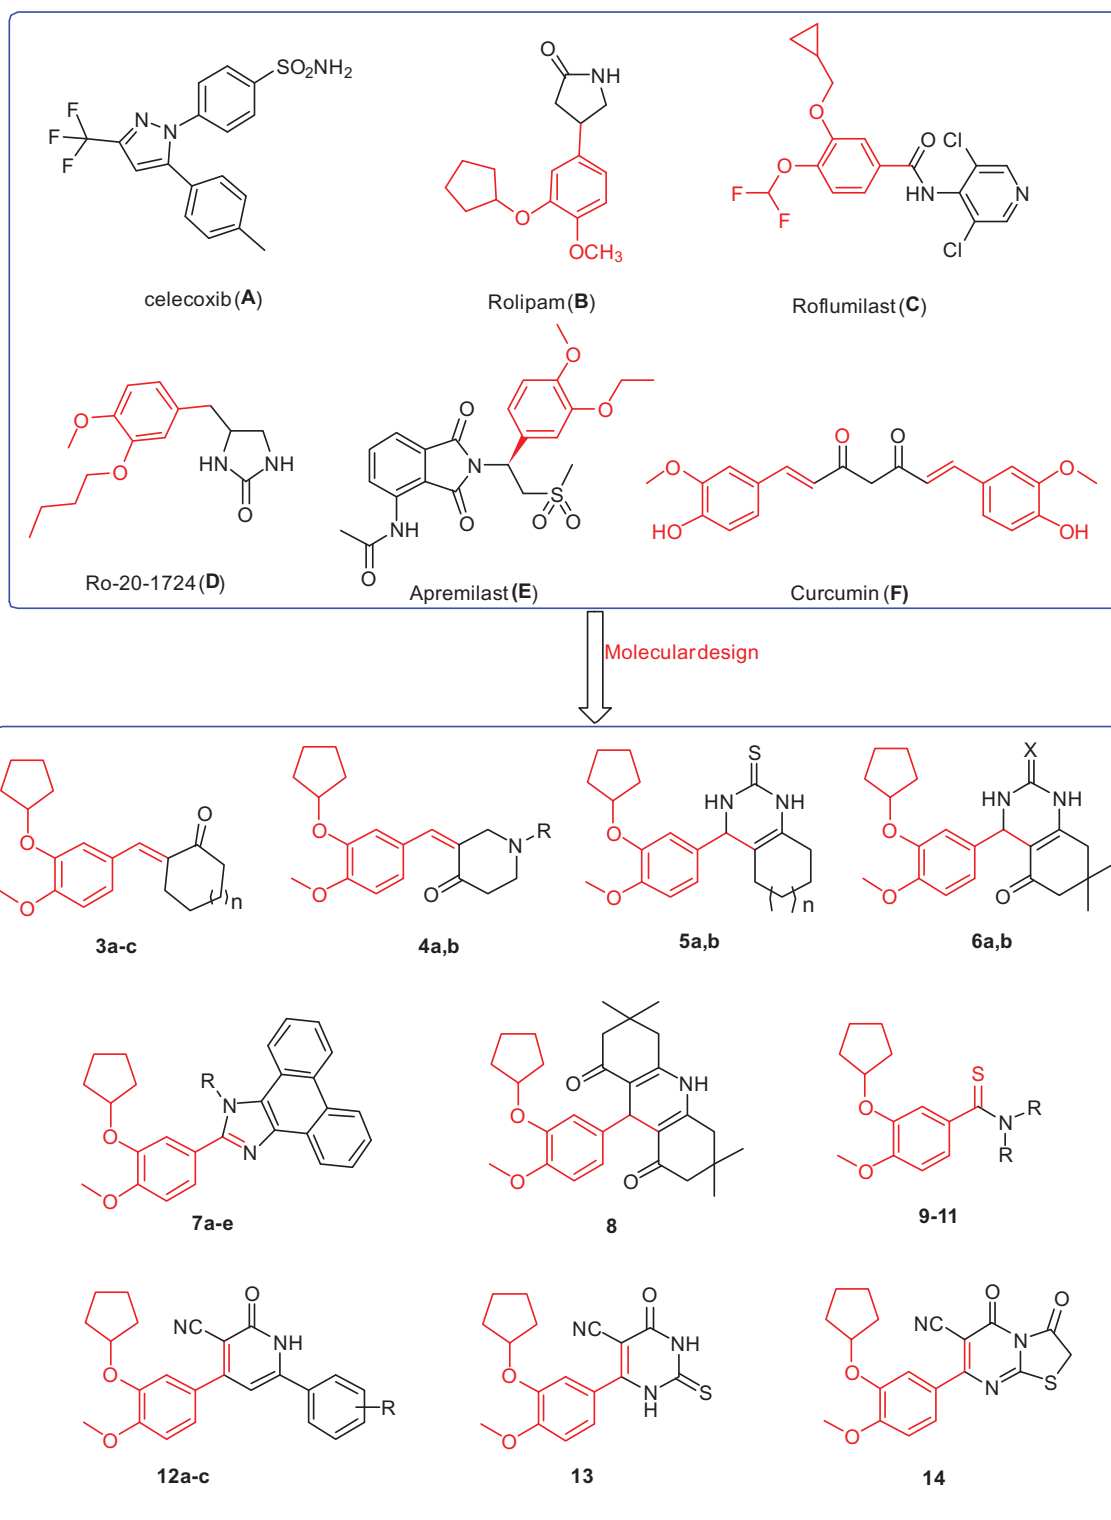 SO2NH2
F
F
F
N
N
celecoxib (A)
O
NH
O
OCH3
Rolipam (B)
O
O
F
F
O
HN
Cl
Cl
N
Roflumilast (C)
O
O
HN
NH
O
Ro-20-1724 (D)
O
O
O
N
O
S
O
O
NH
O
Apremilast (E)
O
O
O
O
HO
OH
Curcumin (F)
Molecular design
O
O
O
n
3a-c
O
O
N
R
O
4a,b
S
HN
NH
O
O
n
5a,b
X
HN
NH
O
O
O
6a,b
R
N
N
O
O
7a-e
O
NH
O
O
O
8
S
O
N
R
R
O
9-11
O
NC
NH
O
O
R
12a-c
O
NC
NH
O
N
H
S
O
13
O
O
NC
N
O
N
S
O
14